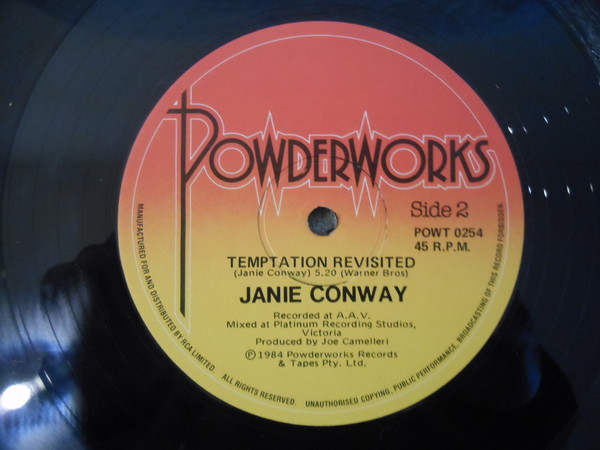 POWDERWORKS
Side 2
POWT 0254
45 R.P.M.
TEMPTATION REVISITED
(Janie Conway) 5.20 (Warner Bros)
JANIE CONWAY
Recorded at A.A.V.
Mixed at Platinum Recording Studios,
Victoria
Produced by Joe Camelleri
Ⓟ©1984 Powderworks Records
& Tapes Pty. Ltd.
MANUFACTURED FOR AND DISTRIBUTED BY RCA LIMITED. ALL RIGHTS RESERVED. UNAUTHORISED COPYING, PUBLIC PERFORMANCE, BROADCASTING OF THIS RECORD FORBIDDEN.